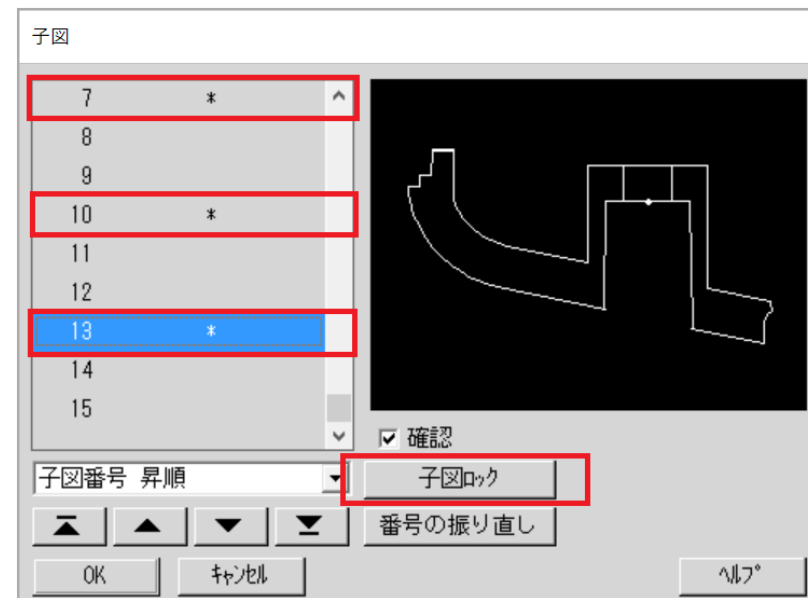 子図
7 *
8
9
10 *
11
12
13 *
14
15
確認
子図番号 昇順
子図ﾛｯｸ
番号の振り直し
OK
ｷｬﾝｾﾙ
ﾍﾙﾌﾟ